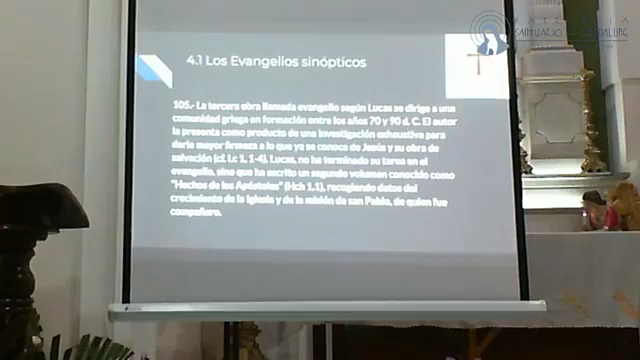 PARROQUIA
SANTUARIO GUADALUPE
4.1 Los Evangelios sinópticos
105.- La tercera obra llamada evangelio según Lucas se dirige a una
comunidad griega en formación entre los años 70 y 90 d. C. El autor
la presenta como producto de una investigación exhaustiva para
darle mayor firmeza a lo que ya se conoce de Jesús y su obra de
salvación (cf. Lc 1, 1-4). Lucas, no ha terminado su tarea en el
evangelio, sino que ha escrito un segundo volumen conocido como
"Hechos de los Apóstoles" (Hch 1.1), recogiendo datos del
crecimiento de la Iglesia y de la misión de san Pablo, de quien fue
compañero.